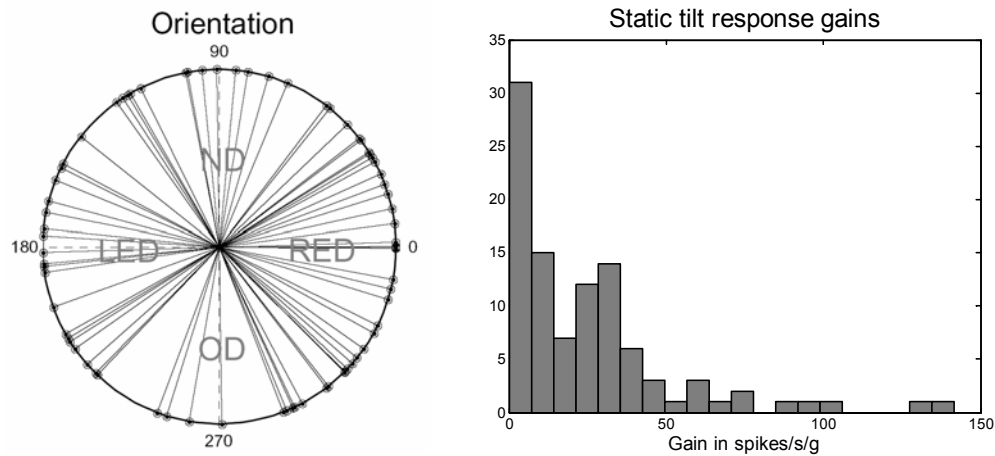 Orientation
90
ND
180
LED
RED
0
OD
270
Static tilt response gains
35
30
25
20
15
10
5
0
0
50
100
150
Gain in spikes/s/g